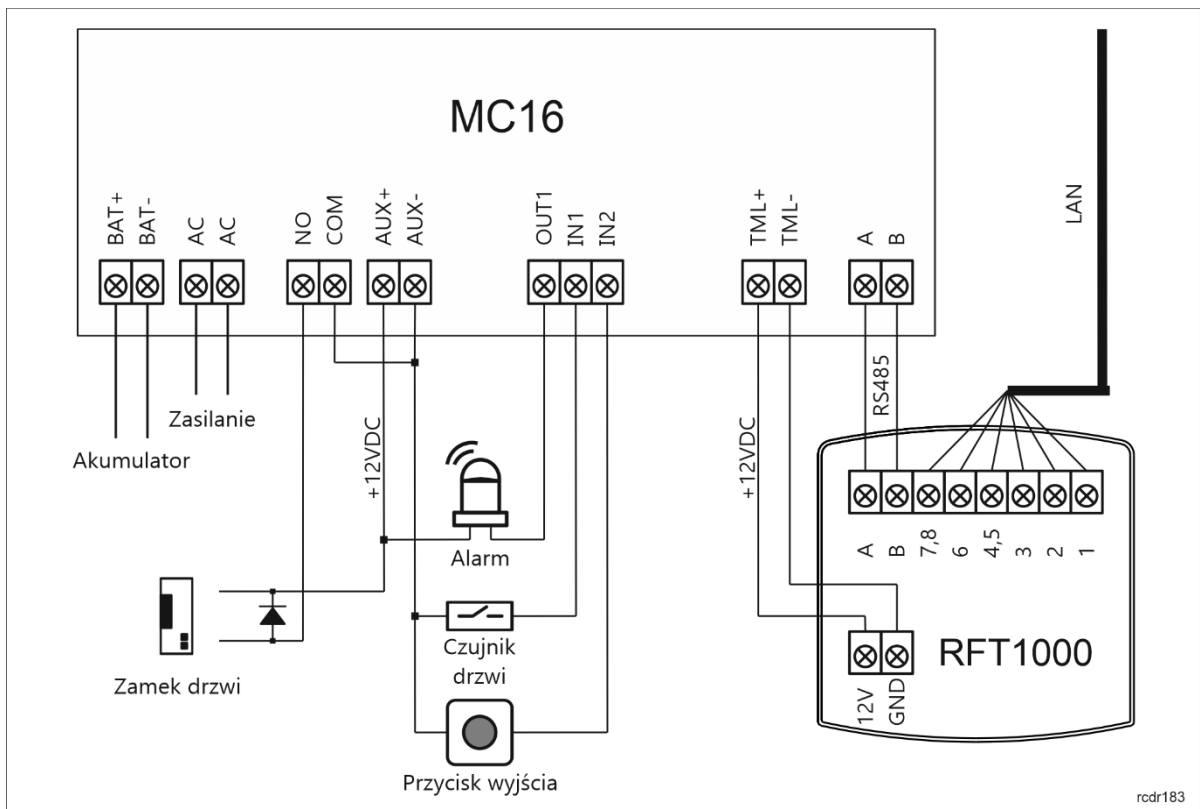 MC16
BAT+
BAT-
AC
AC
NO
COM
AUX+
AUX-
OUT1
IN1
IN2
TML+
TML-
A
B
LAN
Zasilanie
Akumulator
+12VDC
+12VDC
RS485
Alarm
A
B
7,8
6
4,5
3
2
1
Czujnik
drzwi
Zamek drzwi
12V
GND
RFT1000
Przycisk wyjścia
rcdr183